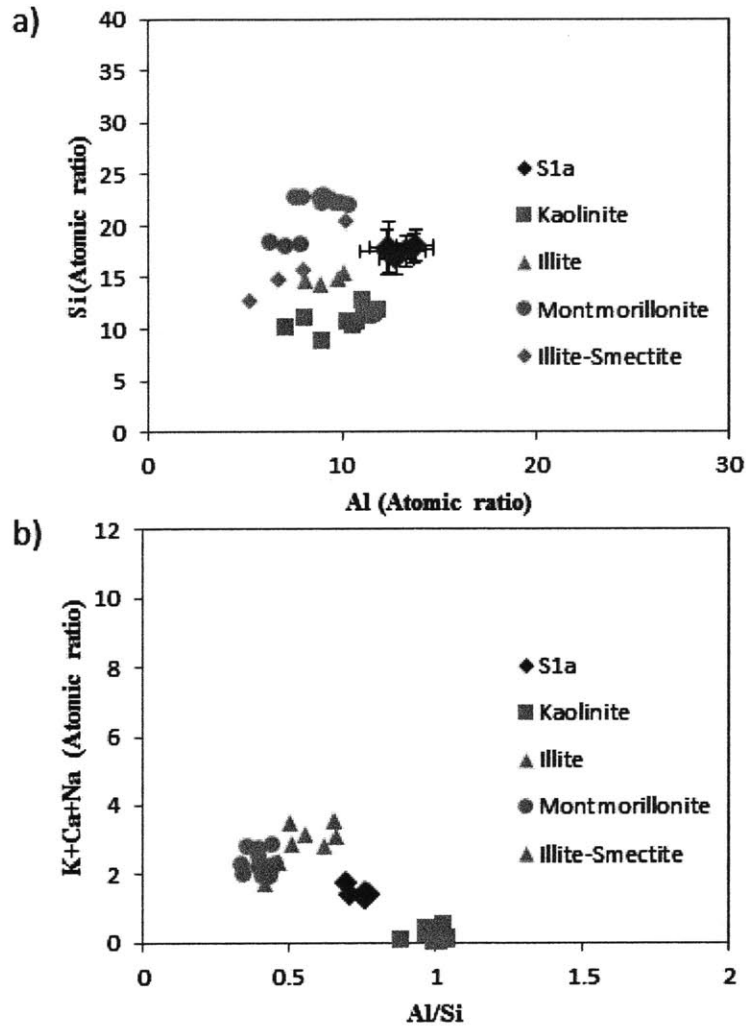 a)
40
35
30
25
20
15
10
5
0
Si (Atomic ratio)
S1a
Kaolinite
Illite
Montmorillonite
Illite-Smectite
0 10 20 30
Al (Atomic ratio)
b)
12
10
8
6
4
2
0
K+Ca+Na (Atomic ratio)
S1a
Kaolinite
Illite
Montmorillonite
Illite-Smectite
0 0.5 1 1.5 2
Al/Si